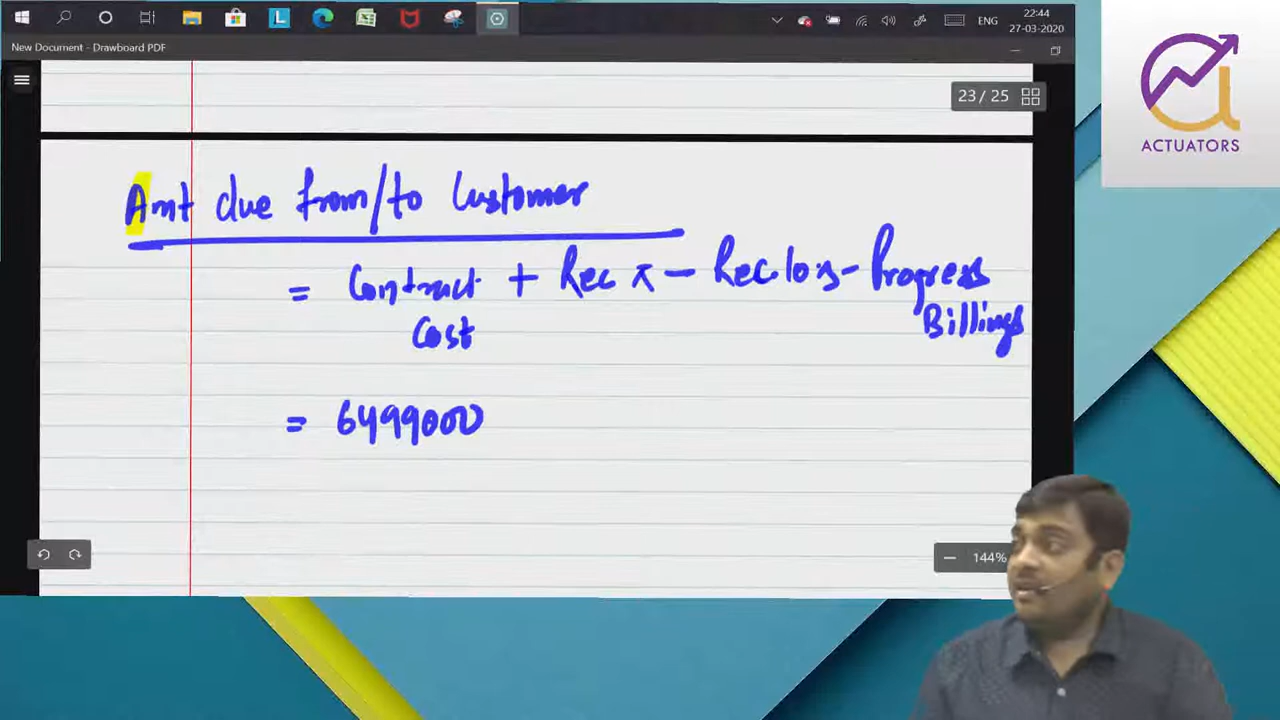 22:44
ENG
27-03-2020
New Document - Drawboard PDF
23 / 25
ACTUATORS
Amt due from/to Customer
= Contract + Rec π - Rec loss - Progress
Cost
Billings
= 6499000
144%